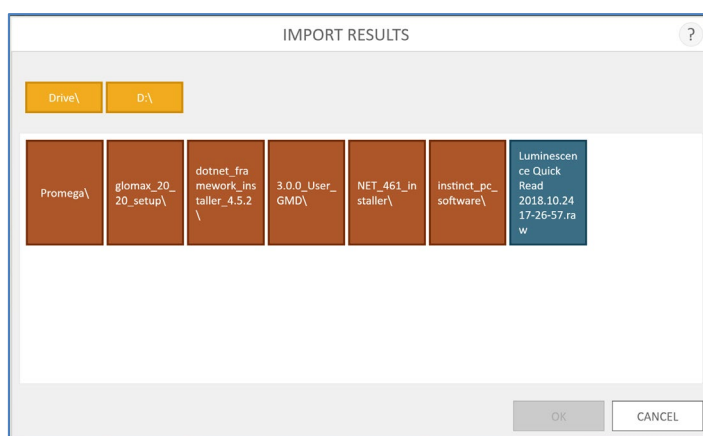 IMPORT RESULTS
?
Drive\
D:\
Promega\
glomax_20_
20_setup\
dotnet_fra
mework_ins
taller_4.5.2
\
3.0.0_User_
GMD\
NET_461_in
staller\
instinct_pc_
software\
Luminescen
ce Quick
Read
2018.10.24
17-26-57.ra
w
OK
CANCEL